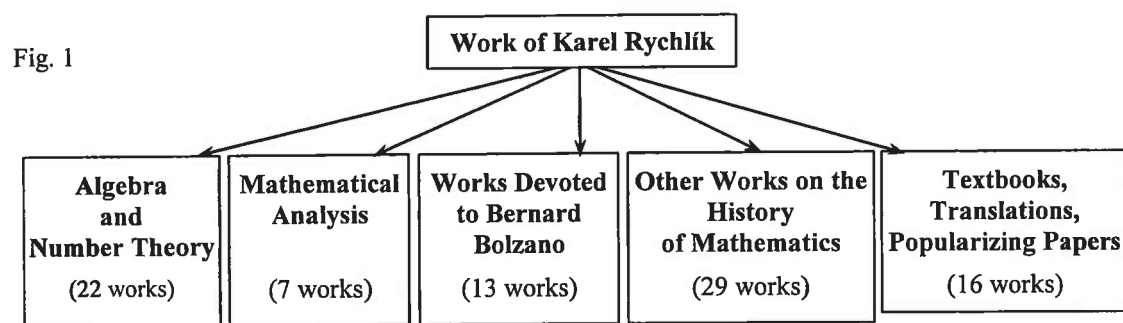 Fig. 1
Work of Karel Rychlík
Algebra
and
Number Theory
(22 works)
Mathematical
Analysis
(7 works)
Works Devoted
to Bernard
Bolzano
(13 works)
Other Works on the
History
of Mathematics
(29 works)
Textbooks,
Translations,
Popularizing Papers
(16 works)